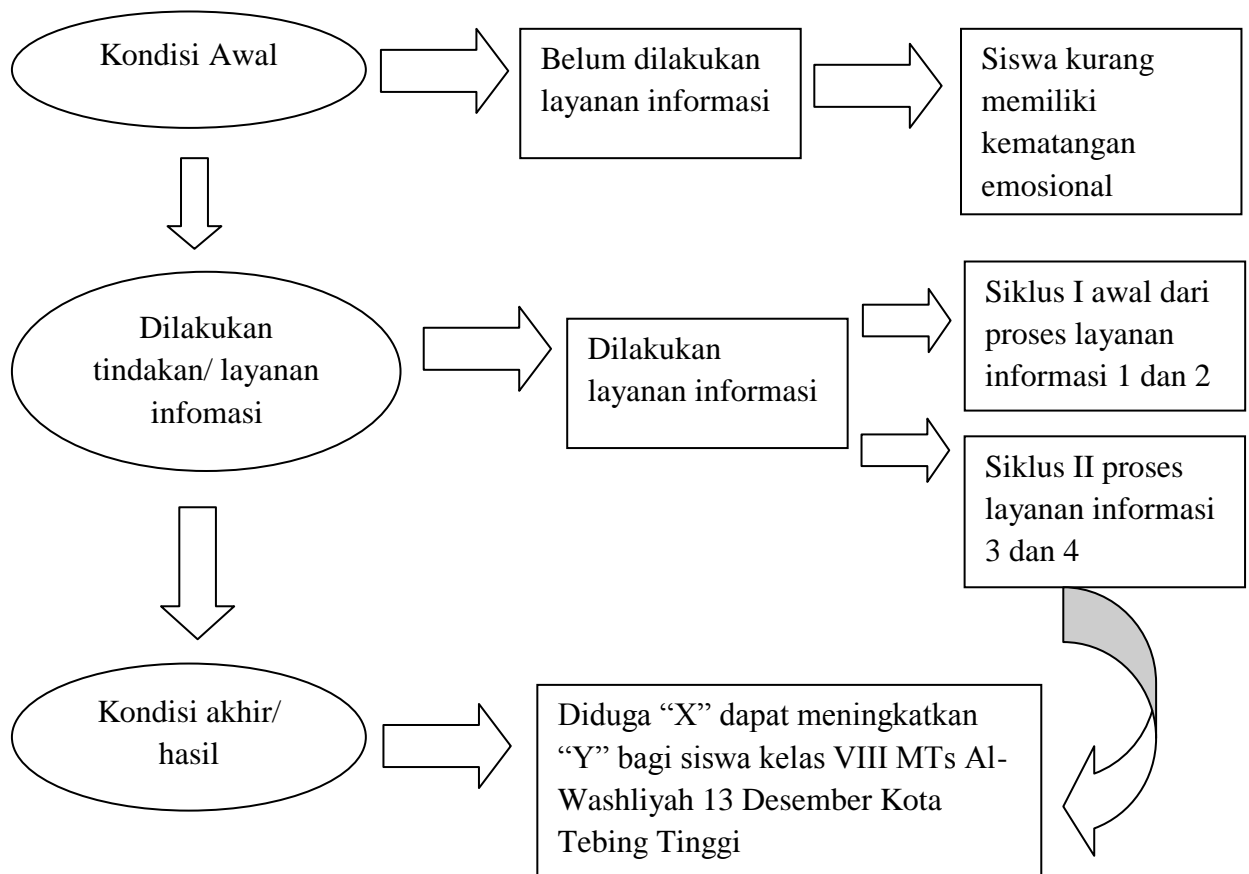 Kondisi Awal
Belum dilakukan
layanan informasi
Siswa kurang
memiliki
kematangan
emosional
Dilakukan
tindakan/ layanan
infomasi
Dilakukan
layanan informasi
Siklus I awal dari
proses layanan
informasi 1 dan 2
Siklus II proses
layanan informasi
3 dan 4
Kondisi akhir/
hasil
Diduga “X” dapat meningkatkan
“Y” bagi siswa kelas VIII MTs Al-
Washliyah 13 Desember Kota
Tebing Tinggi